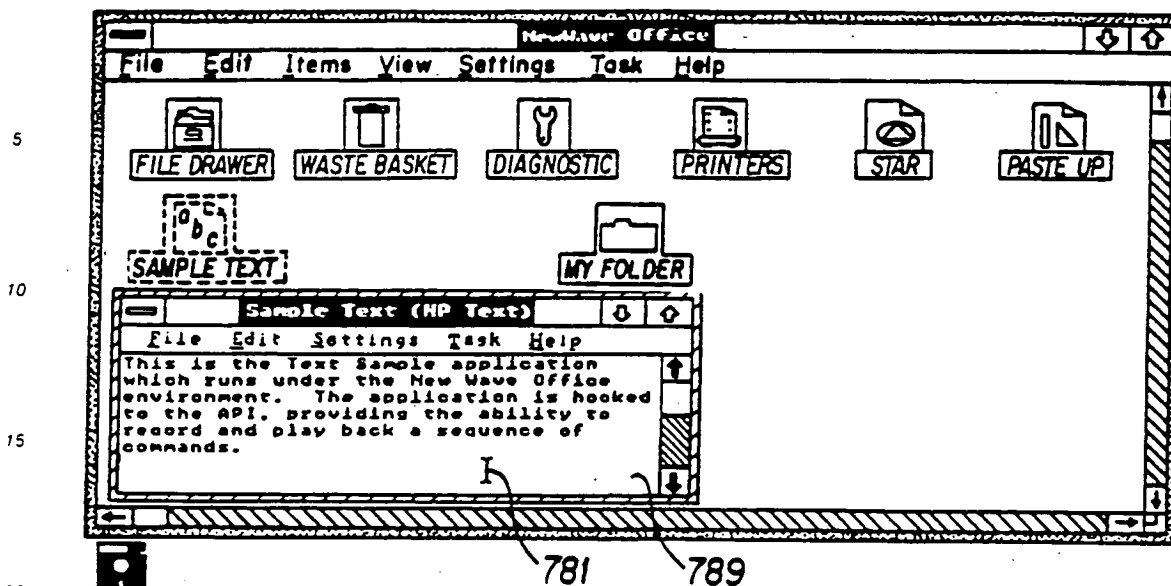 NewWave Office
File Edit Items View Settings Task Help
5
FILE DRAWER WASTE BASKET DIAGNOSTIC PRINTERS STAR PASTE UP
a b c
SAMPLE TEXT MY FOLDER
10
Sample Text (HP Text)
File Edit Settings Task Help
This is the Text Sample application
which runs under the New Wave Office
environment. The application is hooked
to the API, providing the ability to
15
record and play back a sequence of
commands.
781 789